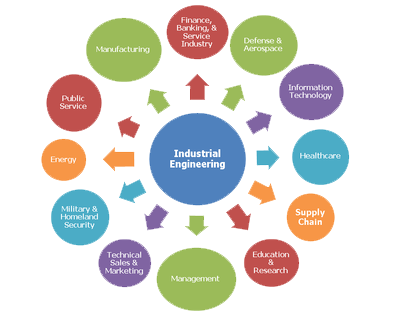 Finance,
Banking, &
Service
Industry
Defense &
Aerospace
Information
Technology
Healthcare
Supply
Chain
Education
& Research
Management
Technical
Sales &
Marketing
Military &
Homeland
Security
Energy
Public
Service
Manufacturing
Industrial
Engineering